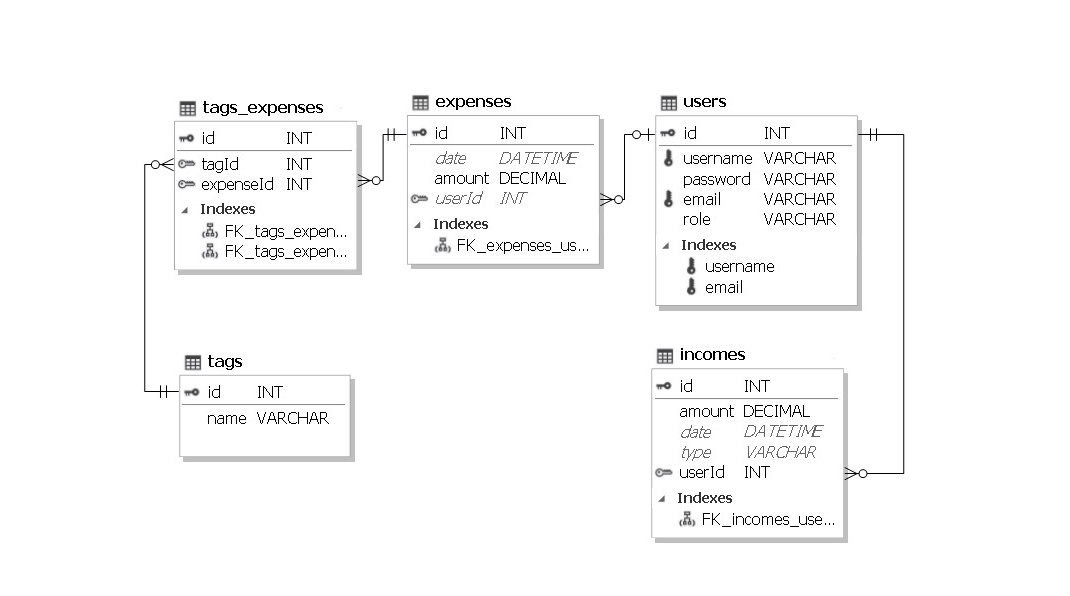 tags_expenses
id INT
tagId INT
expenseId INT
Indexes
FK_tags_expen...
FK_tags_expen...
expenses
id INT
date DATETIME
amount DECIMAL
userId INT
Indexes
FK_expenses_us...
users
id INT
username VARCHAR
password VARCHAR
email VARCHAR
role VARCHAR
Indexes
username
email
tags
id INT
name VARCHAR
incomes
id INT
amount DECIMAL
date DATETIME
type VARCHAR
userId INT
Indexes
FK_incomes_use...